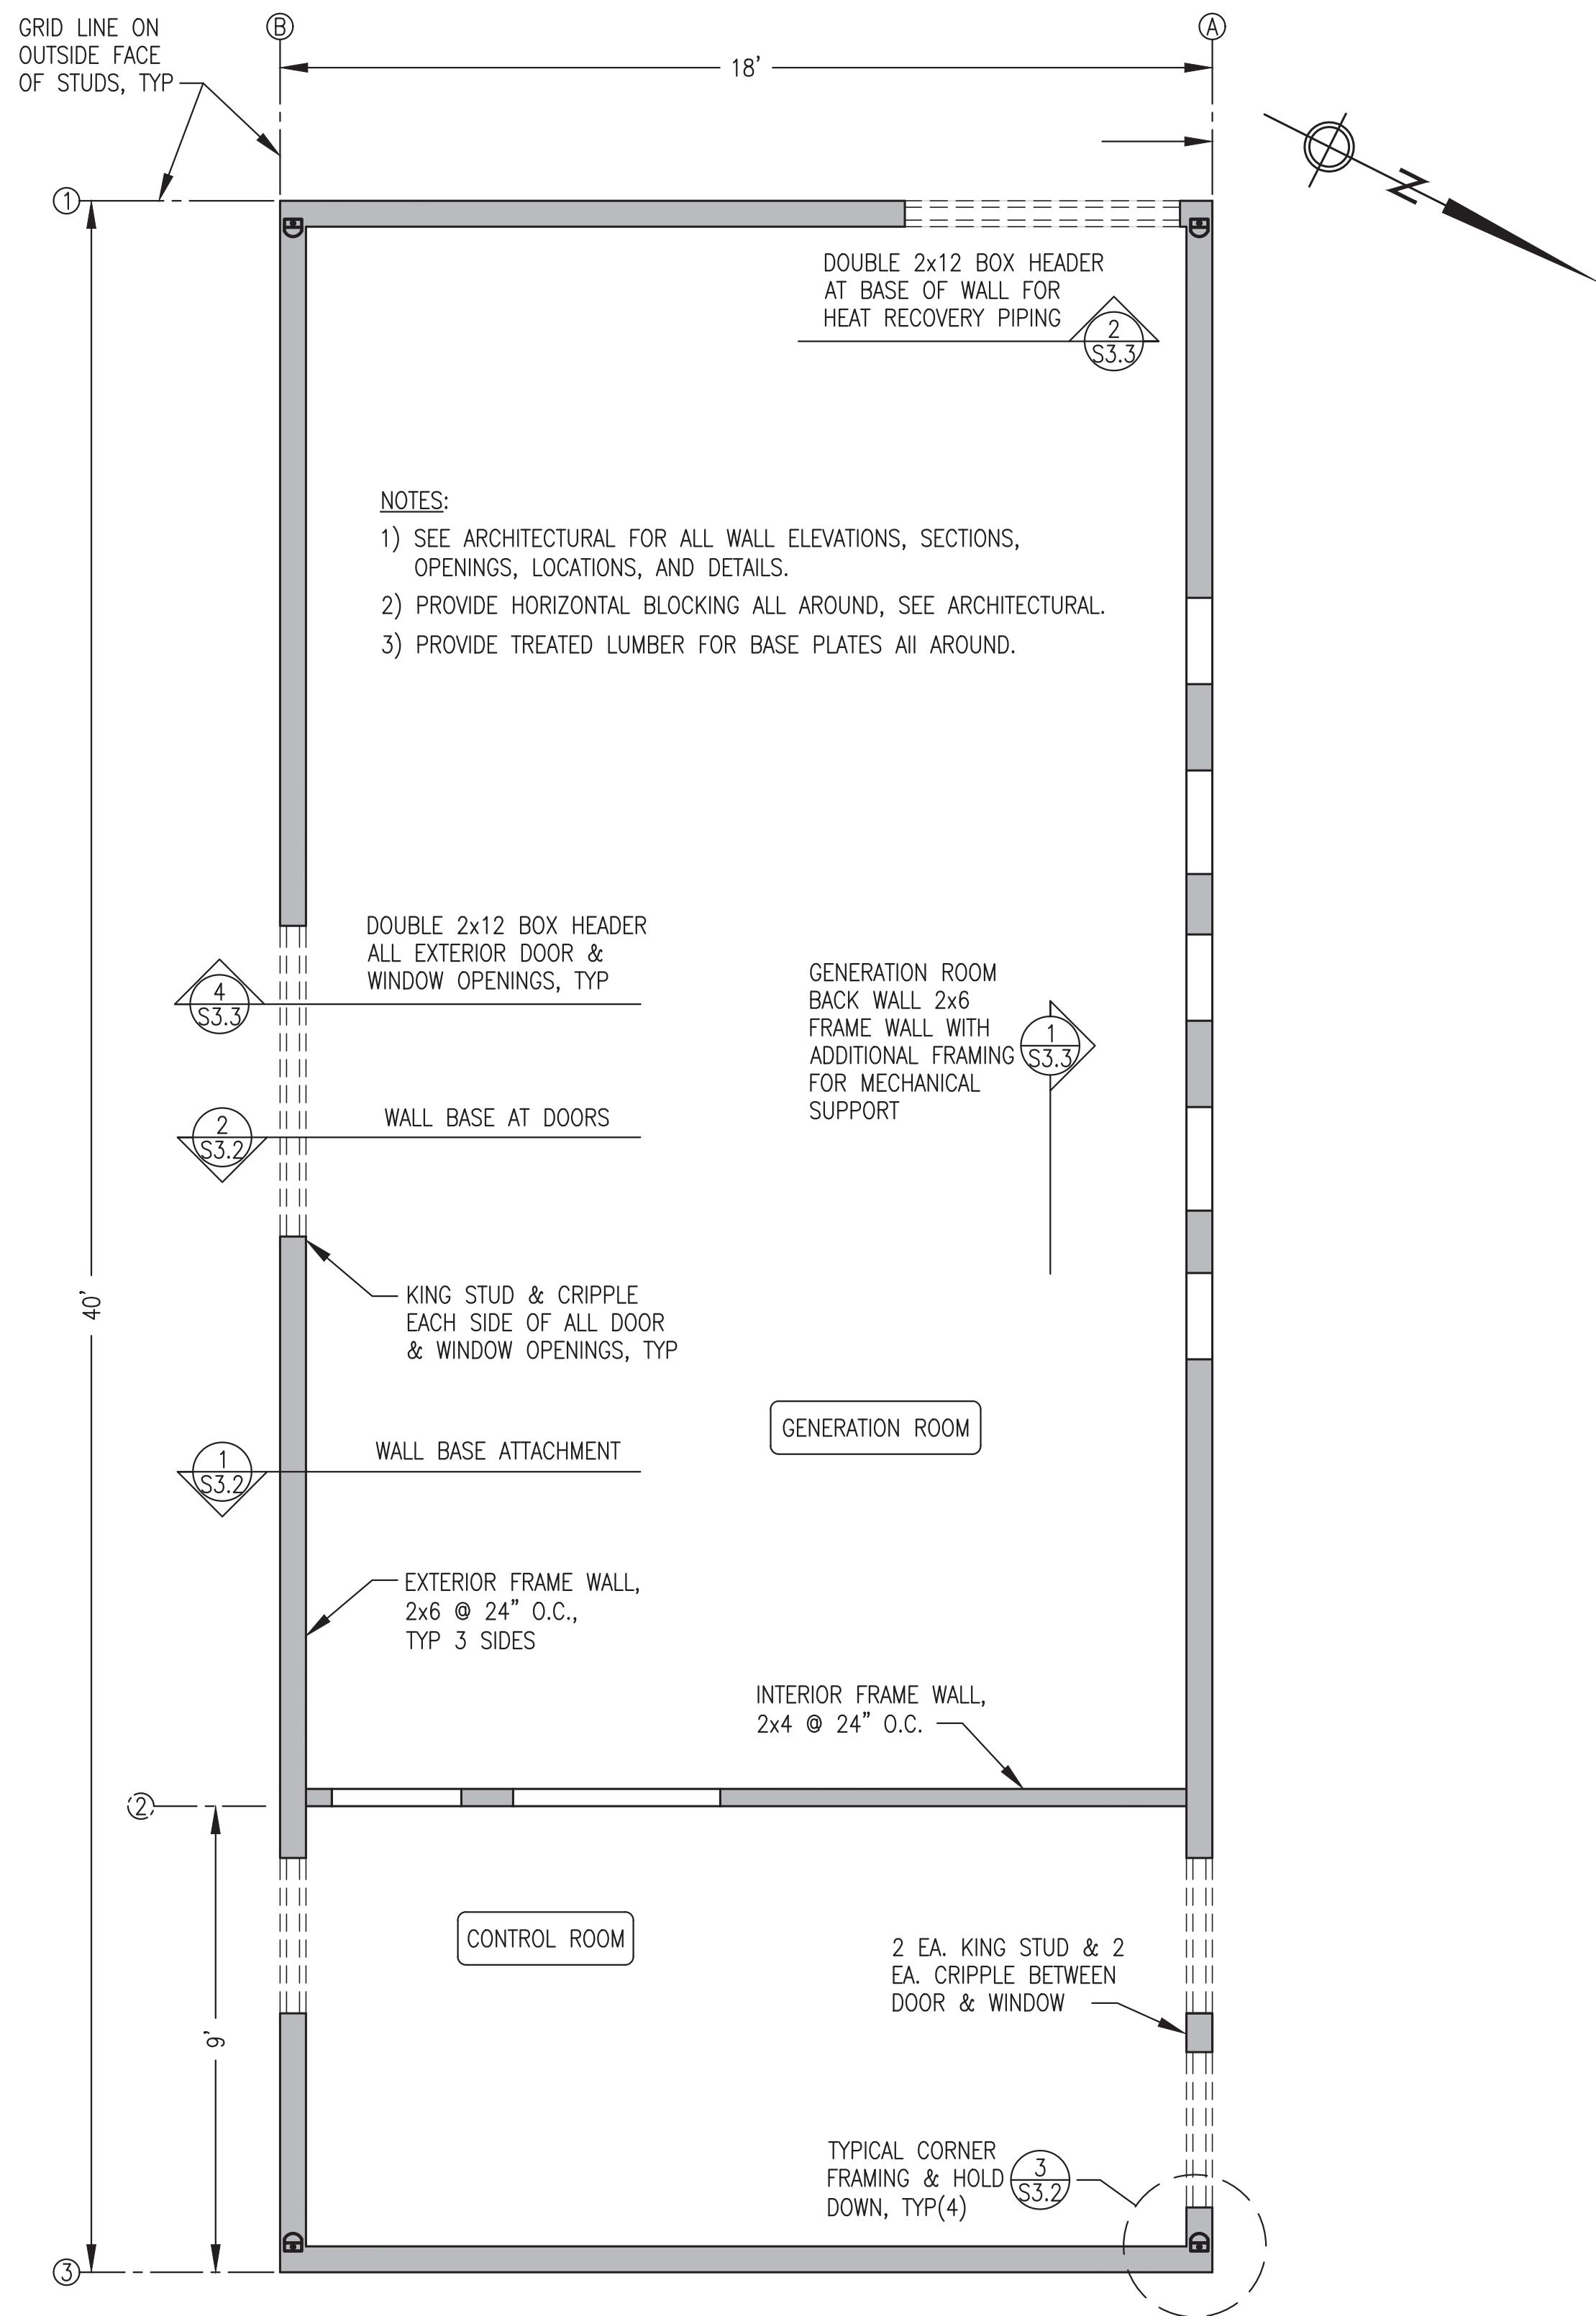 GRID LINE ON
OUTSIDE FACE
OF STUDS, TYP
B
A
18'
N
1
DOUBLE 2x12 BOX HEADER
AT BASE OF WALL FOR
HEAT RECOVERY PIPING
2
S3.3
NOTES:
1) SEE ARCHITECTURAL FOR ALL WALL ELEVATIONS, SECTIONS,
OPENINGS, LOCATIONS, AND DETAILS.
2) PROVIDE HORIZONTAL BLOCKING ALL AROUND, SEE ARCHITECTURAL.
3) PROVIDE TREATED LUMBER FOR BASE PLATES All AROUND.
DOUBLE 2x12 BOX HEADER
ALL EXTERIOR DOOR &
WINDOW OPENINGS, TYP
4
S3.3
GENERATION ROOM
BACK WALL 2x6
FRAME WALL WITH
ADDITIONAL FRAMING
FOR MECHANICAL
SUPPORT
1
S3.3
WALL BASE AT DOORS
2
S3.2
40'
KING STUD & CRIPPLE
EACH SIDE OF ALL DOOR
& WINDOW OPENINGS, TYP
GENERATION ROOM
WALL BASE ATTACHMENT
1
S3.2
EXTERIOR FRAME WALL,
2x6 @ 24" O.C.,
TYP 3 SIDES
INTERIOR FRAME WALL,
2x4 @ 24" O.C.
2
CONTROL ROOM
9'
2 EA. KING STUD & 2
EA. CRIPPLE BETWEEN
DOOR & WINDOW
TYPICAL CORNER
FRAMING & HOLD
DOWN, TYP(4)
3
S3.2
3